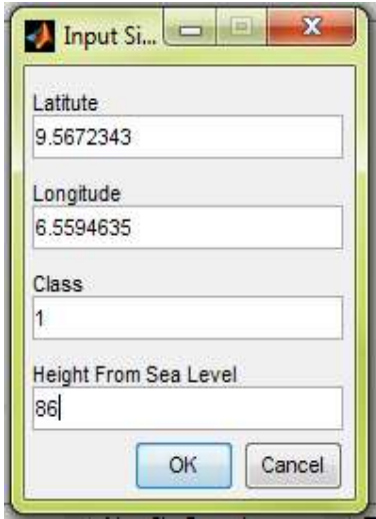 Input Si...
Latitute
9.5672343
Longitude
6.5594635
Class
1
Height From Sea Level
86
OK Cancel